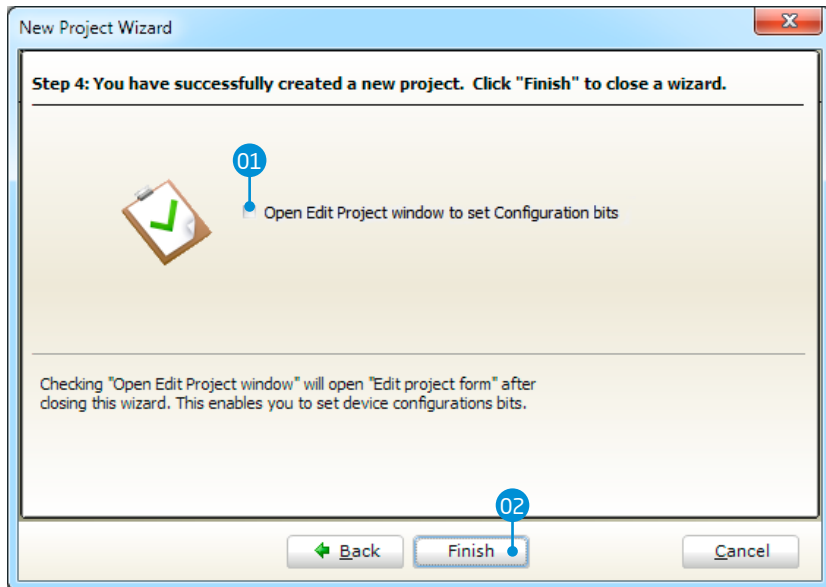 New Project Wizard
X
Step 4: You have successfully created a new project. Click "Finish" to close a wizard.
01
Open Edit Project window to set Configuration bits
Checking "Open Edit Project window" will open "Edit project form" after
closing this wizard. This enables you to set device configurations bits.
02
Back Finish Cancel